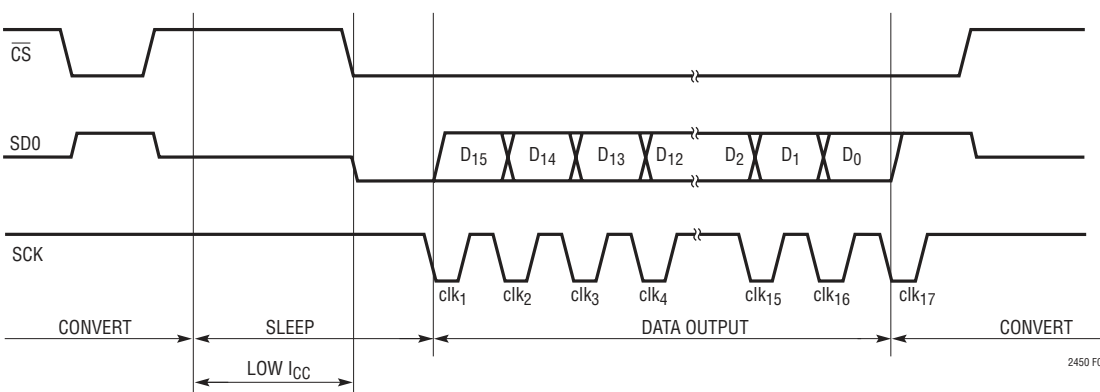 CS
SD0
D15 D14 D13 D12 D2 D1 D0
SCK
clk1 clk2 clk3 clk4 clk15 clk16 clk17
CONVERT SLEEP DATA OUTPUT CONVERT
LOW ICC
2450